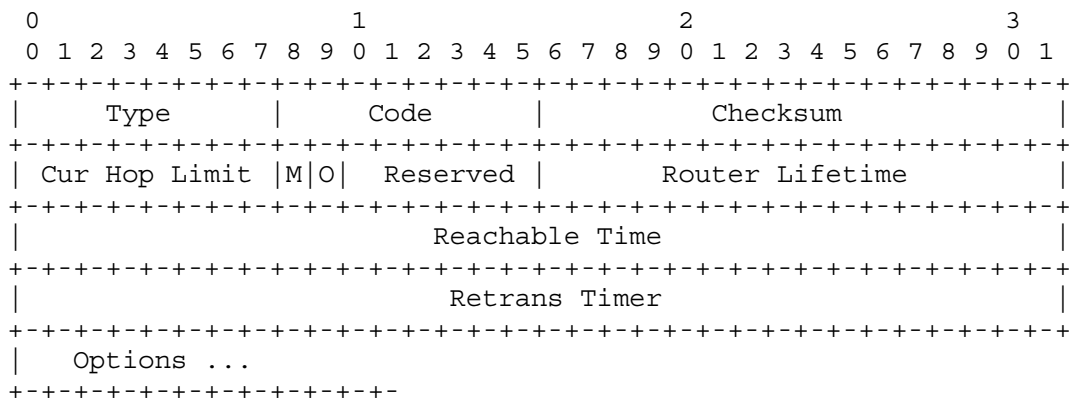 0                   1                   2                   3
 0 1 2 3 4 5 6 7 8 9 0 1 2 3 4 5 6 7 8 9 0 1 2 3 4 5 6 7 8 9 0 1
+-+-+-+-+-+-+-+-+-+-+-+-+-+-+-+-+-+-+-+-+-+-+-+-+-+-+-+-+-+-+-+-+
|     Type      |     Code      |          Checksum             |
+-+-+-+-+-+-+-+-+-+-+-+-+-+-+-+-+-+-+-+-+-+-+-+-+-+-+-+-+-+-+-+-+
| Cur Hop Limit |M|O|  Reserved |       Router Lifetime         |
+-+-+-+-+-+-+-+-+-+-+-+-+-+-+-+-+-+-+-+-+-+-+-+-+-+-+-+-+-+-+-+-+
|                         Reachable Time                        |
+-+-+-+-+-+-+-+-+-+-+-+-+-+-+-+-+-+-+-+-+-+-+-+-+-+-+-+-+-+-+-+-+
|                          Retrans Timer                        |
+-+-+-+-+-+-+-+-+-+-+-+-+-+-+-+-+-+-+-+-+-+-+-+-+-+-+-+-+-+-+-+-+
|   Options ...
+-+-+-+-+-+-+-+-+-+-+-+-